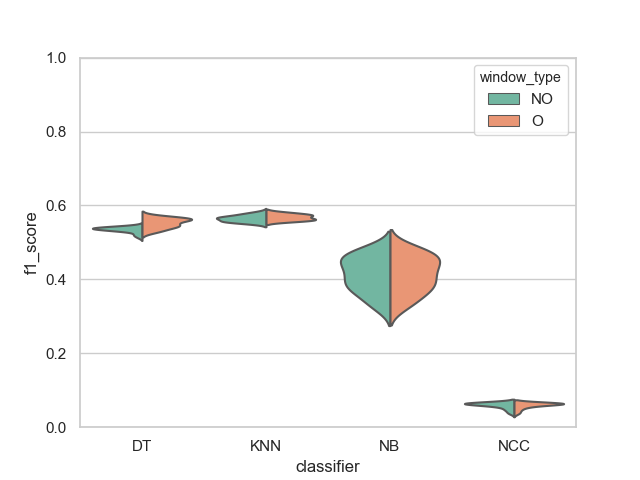 1.0
0.8
0.6
0.4
0.2
0.0
f1_score
window_type
NO
O
DT KNN NB NCC
classifier